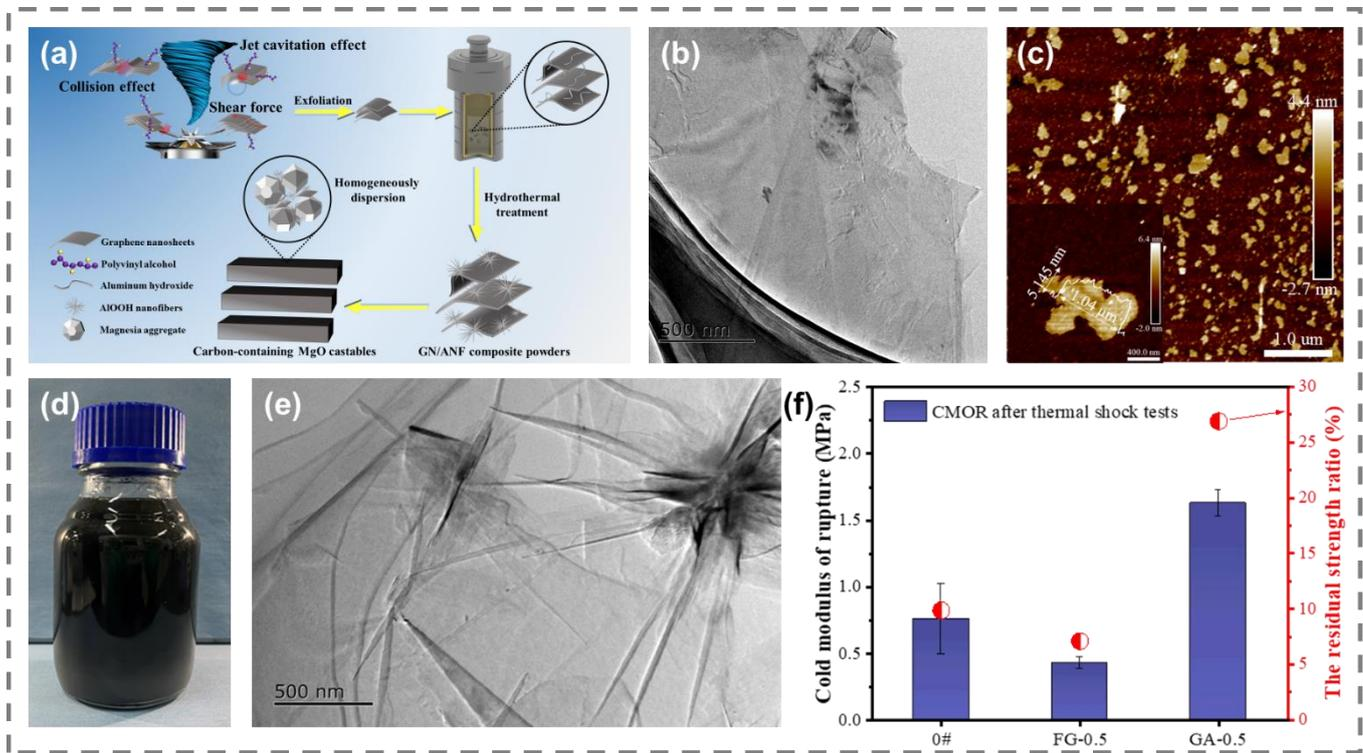 (a)
Jet cavitation effect
Collision effect
Shear force
Exfoliation
Homogeneously
dispersion
Hydrothermal
treatment
Graphene nanosheets
Polyvinyl alcohol
Aluminum hydroxide
AlOOH nanofibers
Magnesia aggregate
Carbon-containing MgO castables
GN/ANF composite powders
(b)
500 nm
(c)
4.4 nm
-2.7 nm
1.0 um
6.4 nm
-2.0 nm
400.0 nm
5.145 nm
1.04 μm
(d)
(e)
500 nm
(f)
CMOR after thermal shock tests
Cold modulus of rupture (MPa)
2.5
2.0
1.5
1.0
0.5
0.0
0#
FG-0.5
GA-0.5
30
25
20
15
10
5
0
The residual strength ratio (%)